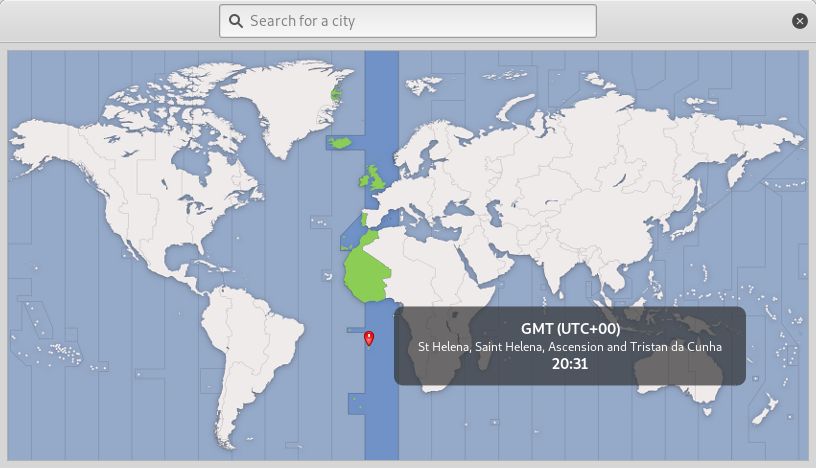 Search for a city
GMT (UTC+00)
St Helena, Saint Helena, Ascension and Tristan da Cunha
20:31